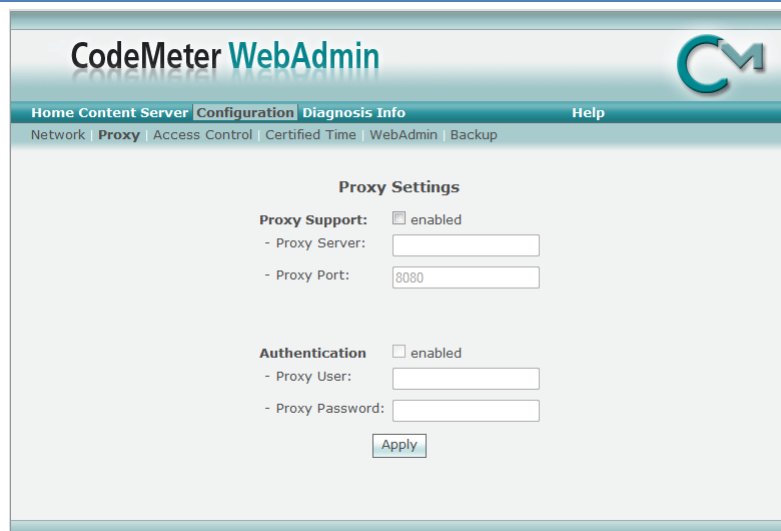 CodeMeter WebAdmin
CM
Home Content Server Configuration Diagnosis Info Help
Network | Proxy | Access Control | Certified Time | WebAdmin | Backup
Proxy Settings
Proxy Support: enabled
- Proxy Server:
- Proxy Port: 8080
Authentication enabled
- Proxy User:
- Proxy Password:
Apply